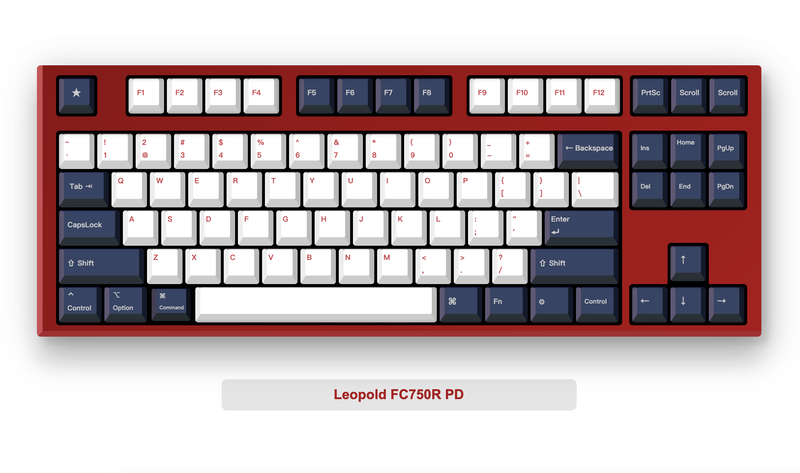 ★ F1 F2 F3 F4 F5 F6 F7 F8 F9 F10 F11 F12 PrtSc Scroll Scroll
~ ! 2 # $ % ^ & * ( ) _ + ← Backspace Ins Home PgUp
1 @ 3 4 5 6 7 8 9 0 - =
Tab ⇥ Q W E R T Y U I O P { } | Del End PgDn
[ ] \
CapsLock A S D F G H J K L : " Enter
; ' ↵
⇧ Shift Z X C V B N M < > ? ⇧ Shift ↑
, . /
^ ⌥ ⌘ ⌘ Fn ⚙ Control ← ↓ →
Control Option Command
Leopold FC750R PD